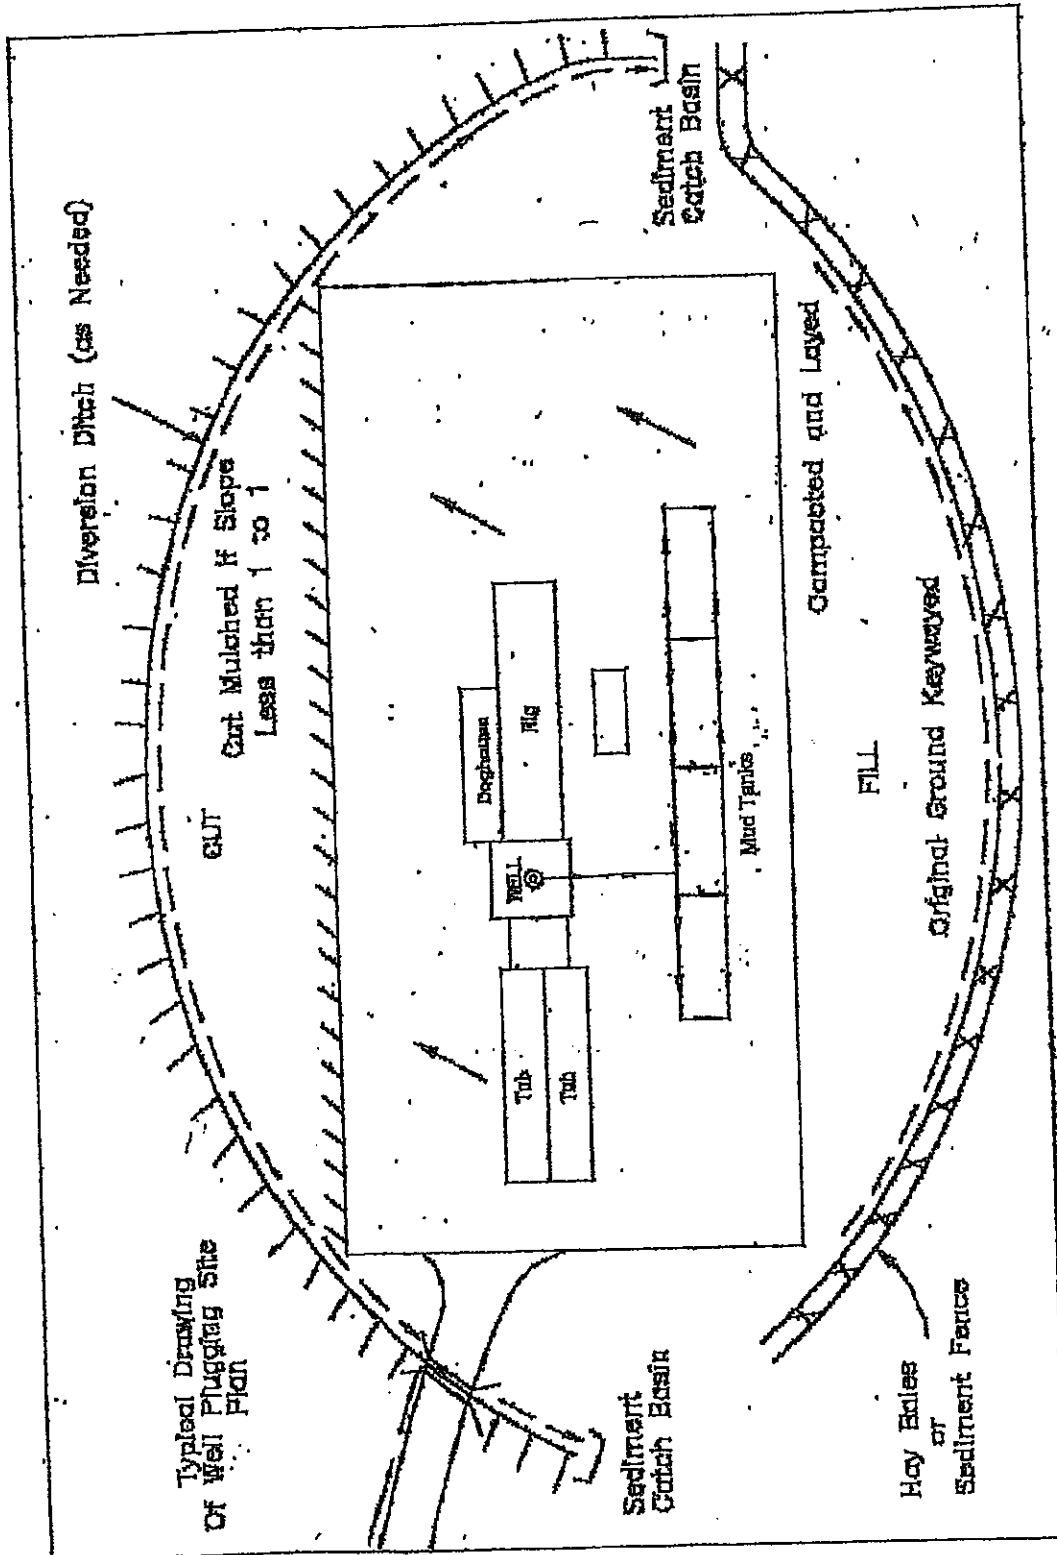 Typical Drawing
Of Well Plugging Site
Plan
Diversion Ditch (as Needed)
CUT
Cut Mulched if Slope
Less than 1 to 1
Doghouse
Rig
WELL
Tub
Tub
Mud Tanks
Sediment
Catch Basin
Sediment
Catch Basin
Compacted and Layed
FILL
Original Ground Keywayed
Hay Bales
or
Sediment Fence